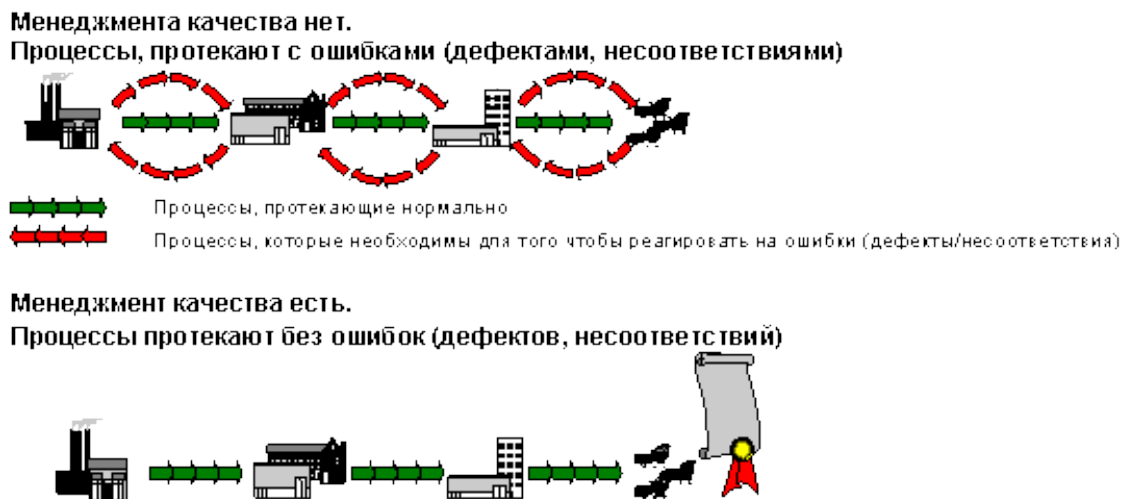 Менеджмента качества нет.
Процессы, протекают с ошибками (дефектами, несоответствиями)
Процессы, протекающие нормально
Процессы, которые необходимы для того чтобы реагировать на ошибки (дефекты/несоответствия)
Менеджмент качества есть.
Процессы протекают без ошибок (дефектов, несоответствий)